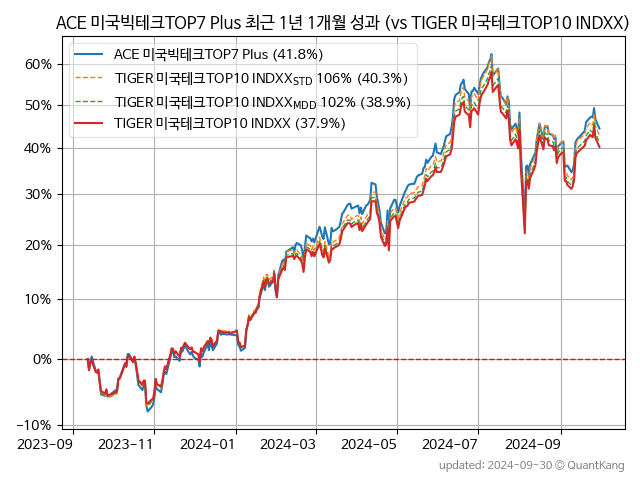 ACE 미국빅테크TOP7 Plus 최근 1년 1개월 성과 (vs TIGER 미국테크TOP10 INDXX)
ACE 미국빅테크TOP7 Plus (41.8%)
TIGER 미국테크TOP10 INDXX_STD 106% (40.3%)
TIGER 미국테크TOP10 INDXX_MDD 102% (38.9%)
TIGER 미국테크TOP10 INDXX (37.9%)
60%
50%
40%
30%
20%
10%
0%
-10%
2023-09 2023-11 2024-01 2024-03 2024-05 2024-07 2024-09
updated: 2024-09-30 © QuantKang